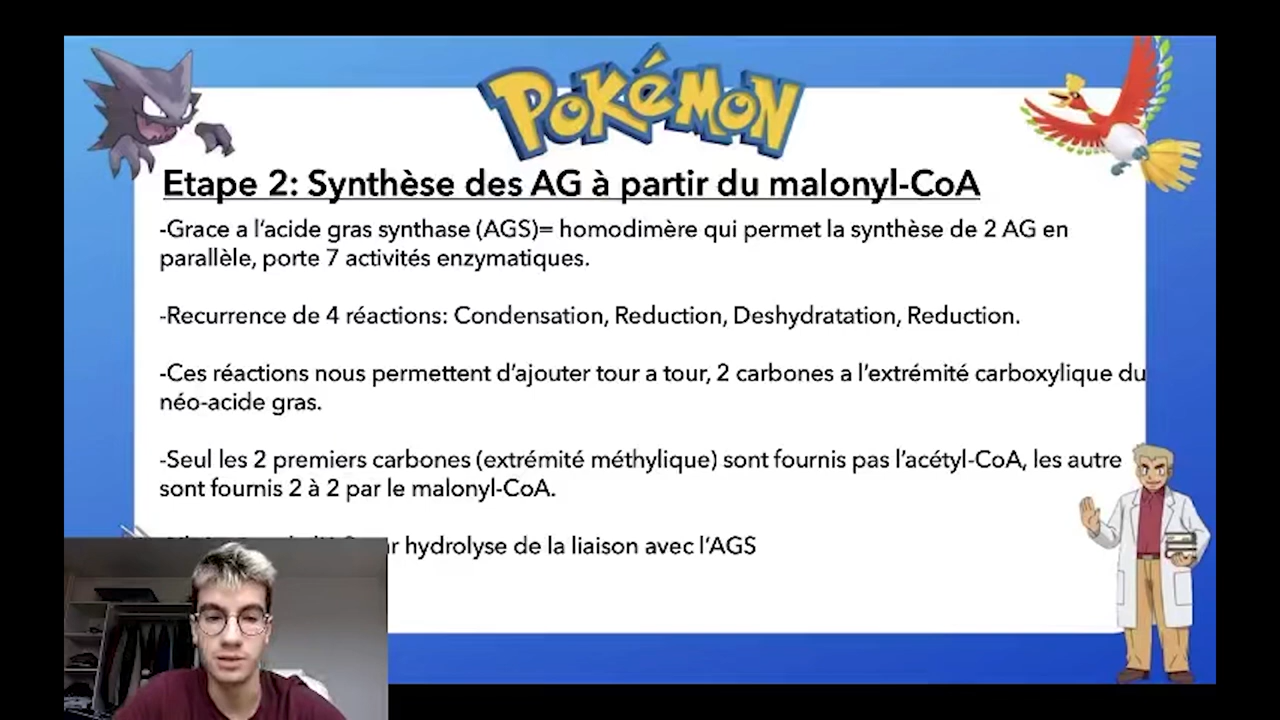 POKéMON
Etape 2: Synthèse des AG à partir du malonyl-CoA
-Grace a l'acide gras synthase (AGS)= homodimère qui permet la synthèse de 2 AG en
parallèle, porte 7 activités enzymatiques.
-Recurrence de 4 réactions: Condensation, Reduction, Deshydratation, Reduction.
-Ces réactions nous permettent d'ajouter tour a tour, 2 carbones a l'extrémité carboxylique du
néo-acide gras.
-Seul les 2 premiers carbones (extrémité méthylique) sont fournis pas l'acétyl-CoA, les autre
sont fournis 2 à 2 par le malonyl-CoA.
hydrolyse de la liaison avec l'AGS